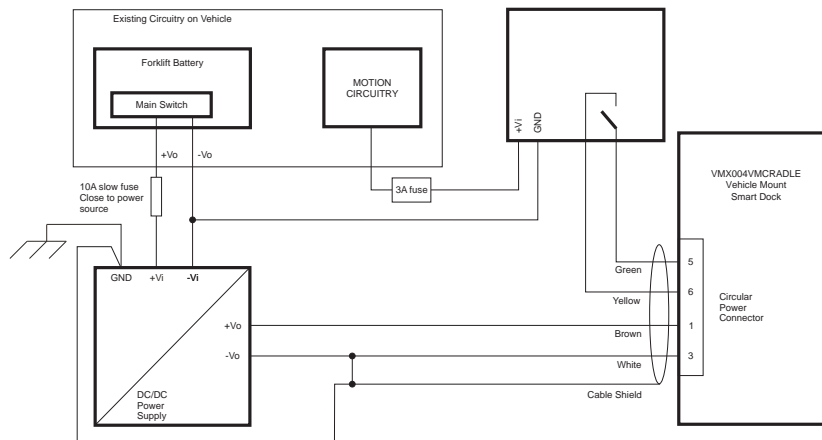 Existing Circuitry on Vehicle
Forklift Battery
Main Switch
MOTION
CIRCUITRY
+Vo
-Vo
+Vi
GND
10A slow fuse
Close to power
source
3A fuse
VMX004VMCRADLE
Vehicle Mount
Smart Dock
GND
+Vi
-Vi
Green
5
Yellow
6
Circular
Power
Connector
+Vo
Brown
1
-Vo
White
3
DC/DC
Power
Supply
Cable Shield